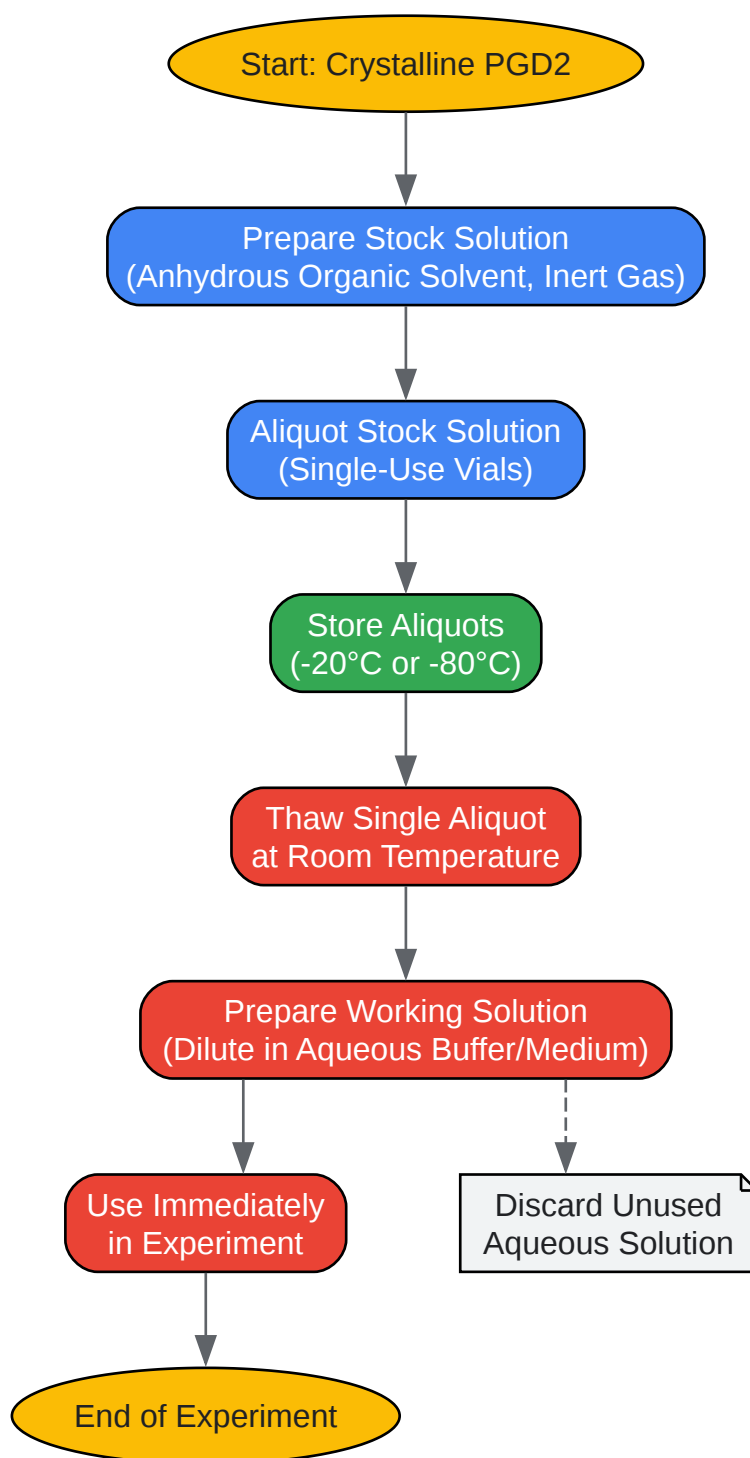 Start: Crystalline PGD2
Prepare Stock Solution
(Anhydrous Organic Solvent, Inert Gas)
Aliquot Stock Solution
(Single-Use Vials)
Store Aliquots
(-20°C or -80°C)
Thaw Single Aliquot
at Room Temperature
Prepare Working Solution
(Dilute in Aqueous Buffer/Medium)
Use Immediately
in Experiment
Discard Unused
Aqueous Solution
End of Experiment